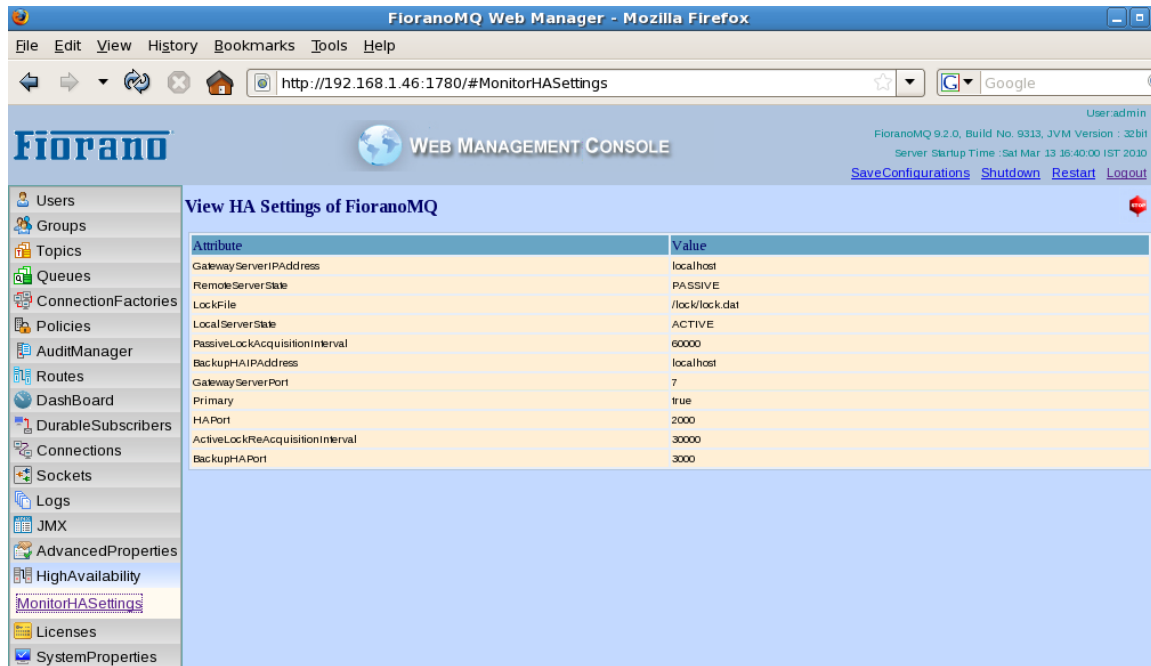 FioranoMQ Web Manager - Mozilla Firefox
File Edit View History Bookmarks Tools Help
http://192.168.1.46:1780/#MonitorHASettings
Google
User:admin
Fiorano
WEB MANAGEMENT CONSOLE
FioranoMQ 9.2.0, Build No. 9313, JVM Version : 32bit
Server Startup Time :Sat Mar 13 16:40:00 IST 2010
SaveConfigurations Shutdown Restart Logout
Users
Groups
Topics
Queues
ConnectionFactories
Policies
AuditManager
Routes
DashBoard
DurableSubscribers
Connections
Sockets
Logs
JMX
AdvancedProperties
HighAvailability
MonitorHASettings
Licenses
SystemProperties
View HA Settings of FioranoMQ
STOP
Attribute Value
GatewayServerIPAddress localhost
RemoteServerState PASSIVE
LockFile /lock/lock.dat
LocalServerState ACTIVE
PassiveLockAcquisitionInterval 60000
BackupHAIPAddress localhost
GatewayServerPort 7
Primary true
HAPort 2000
ActiveLockReAcquisitionInterval 30000
BackupHAPort 3000